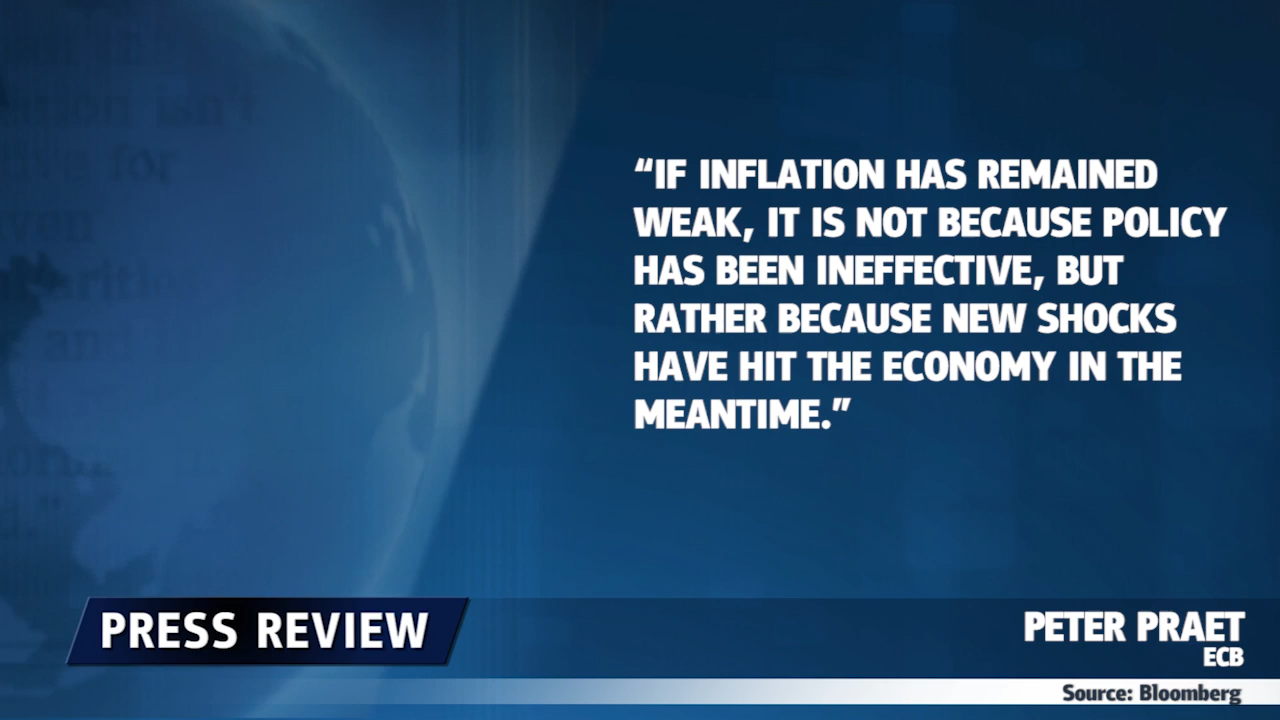 “IF INFLATION HAS REMAINED
WEAK, IT IS NOT BECAUSE POLICY
HAS BEEN INEFFECTIVE, BUT
RATHER BECAUSE NEW SHOCKS
HAVE HIT THE ECONOMY IN THE
MEANTIME.”
PRESS REVIEW
PETER PRAET
ECB
Source: Bloomberg